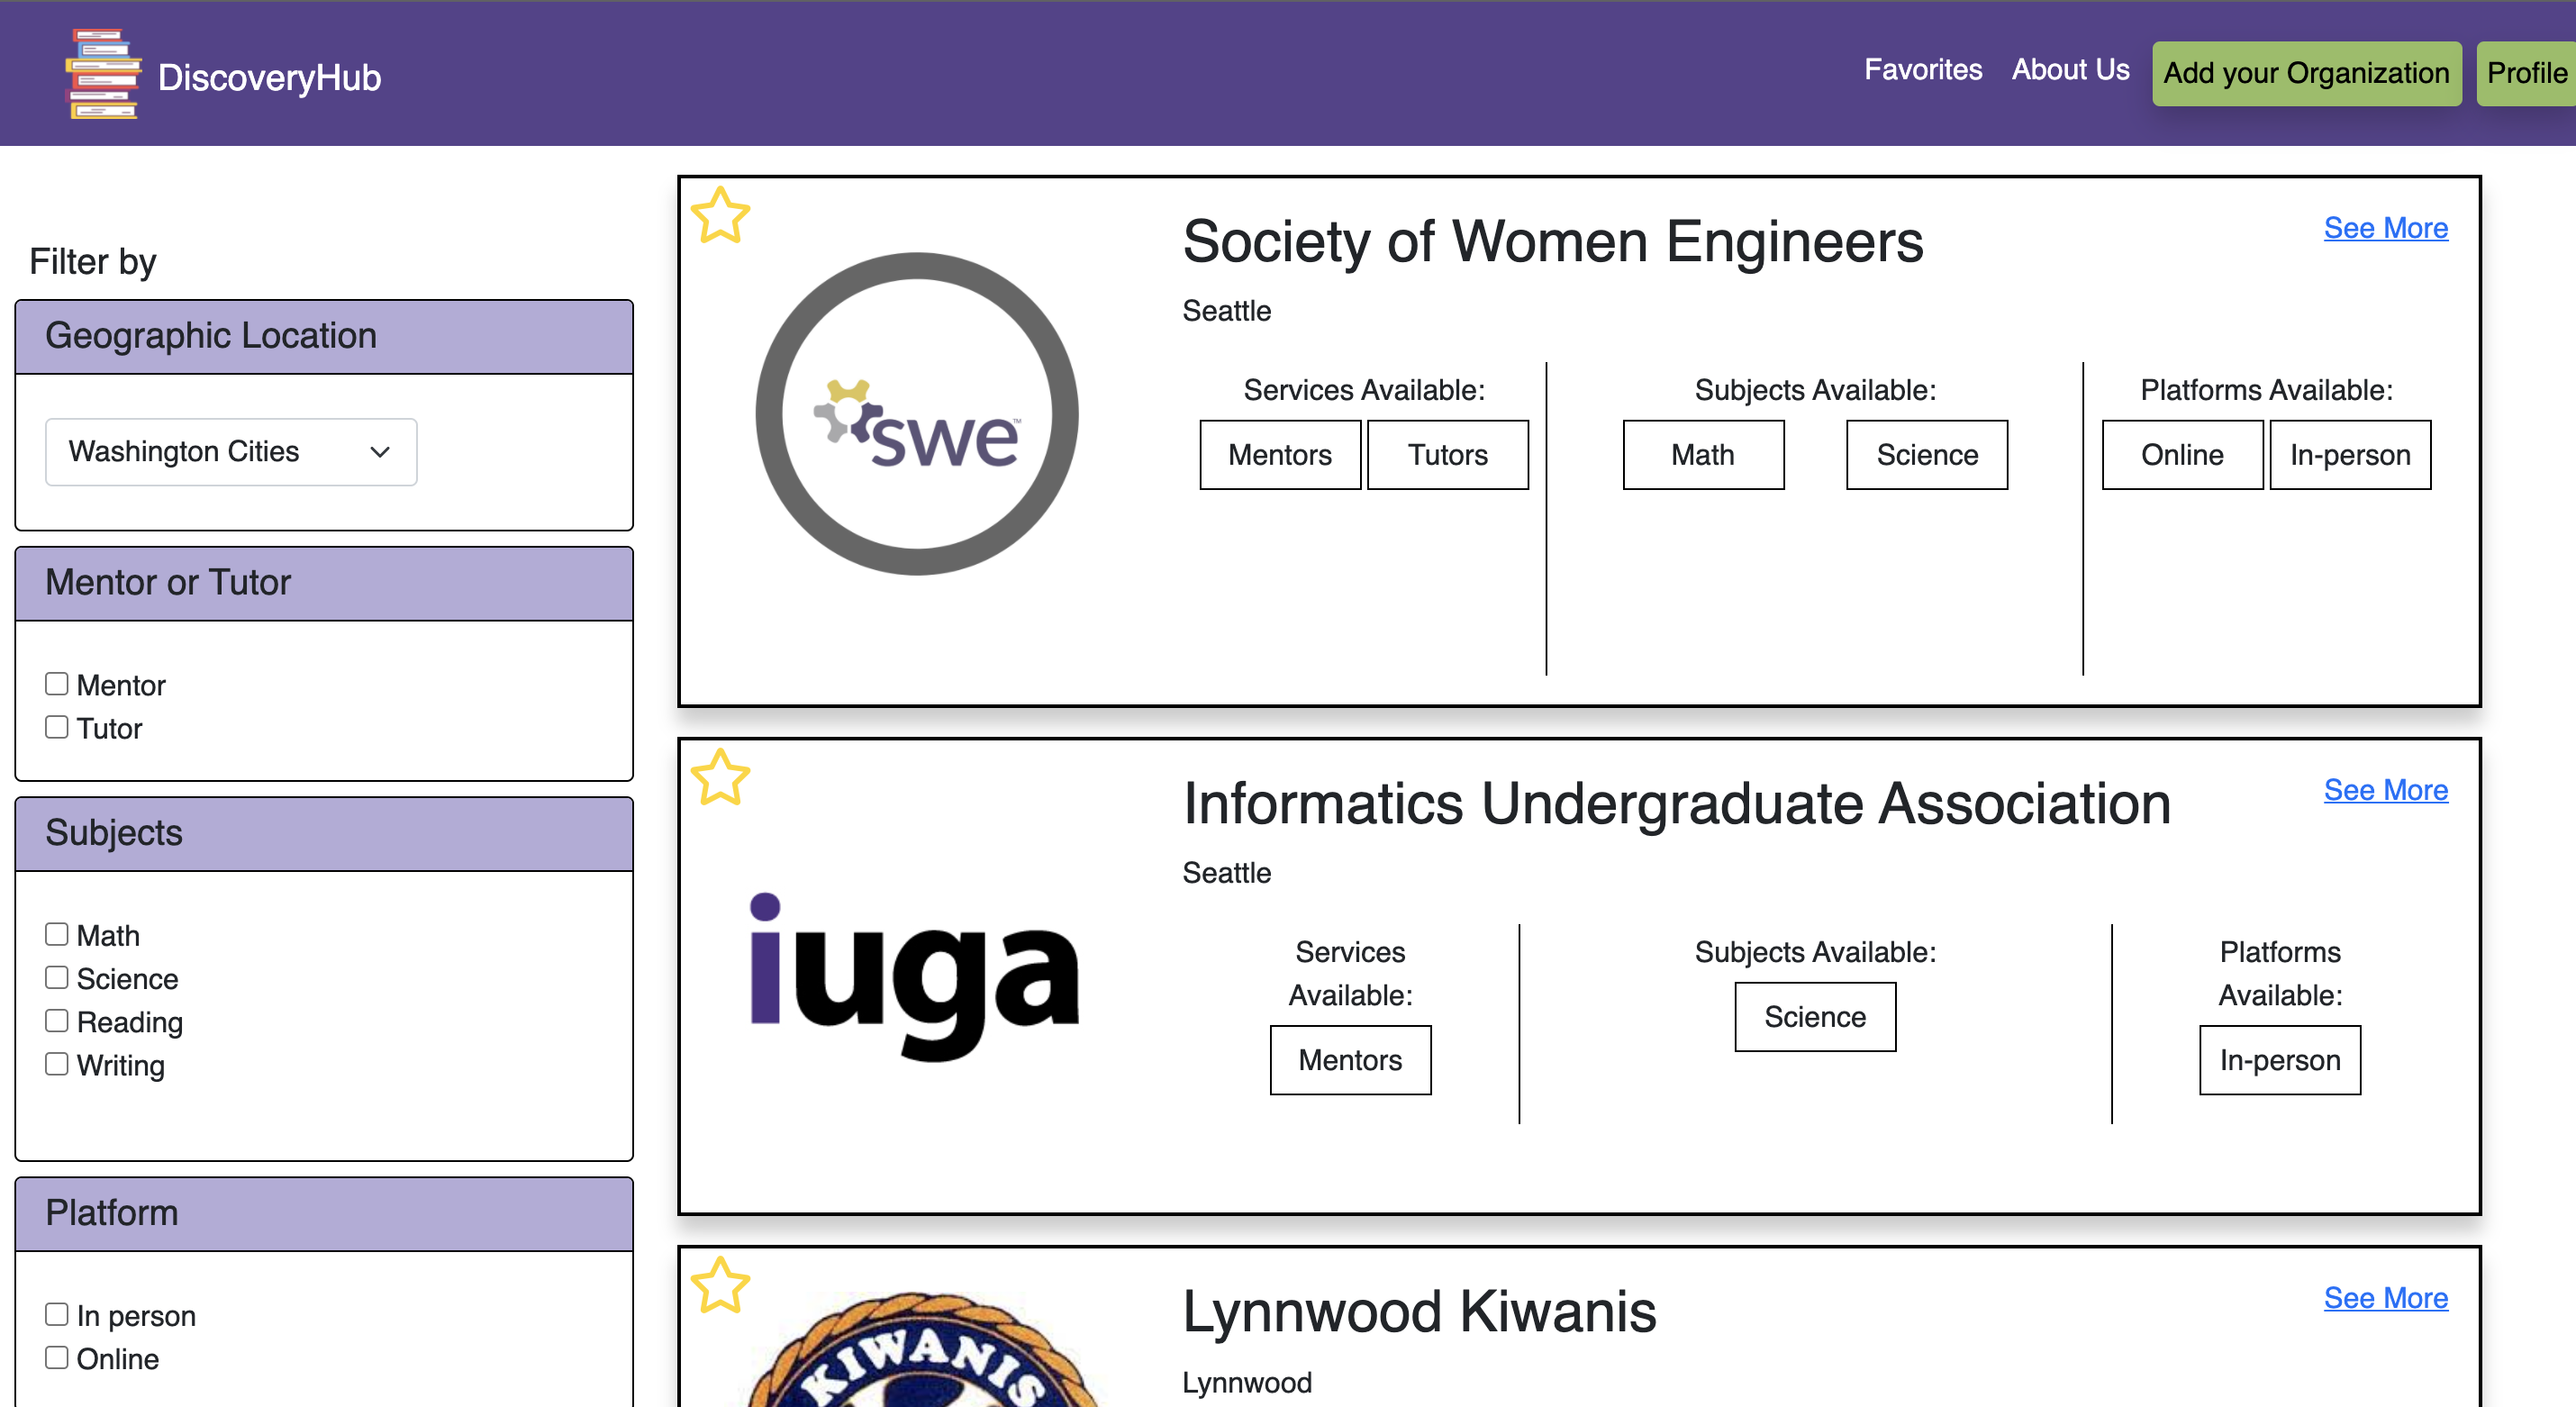 DiscoveryHub
Favorites
About Us
Add your Organization
Profile
Filter by
Geographic Location
Washington Cities
Mentor or Tutor
Mentor
Tutor
Subjects
Math
Science
Reading
Writing
Platform
In person
Online
swe™
Society of Women Engineers
See More
Seattle
Services Available:
Mentors
Tutors
Subjects Available:
Math
Science
Platforms Available:
Online
In-person
iuga
Informatics Undergraduate Association
See More
Seattle
Services
Available:
Mentors
Subjects Available:
Science
Platforms
Available:
In-person
KIWANIS
Lynnwood Kiwanis
See More
Lynnwood